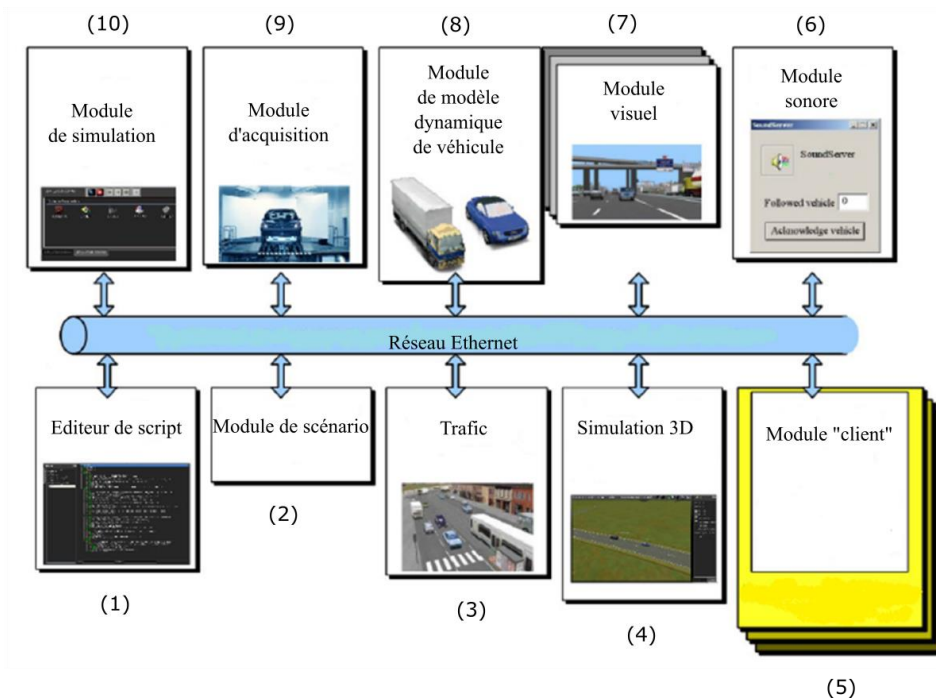 (10)
(9)
(8)
(7)
(6)
Module
de simulation
Module
d'acquisition
Module
de modèle
dynamique
de véhicule
Module
visuel
Module
sonore
SoundServer
SoundServer
Followed vehicle 0
Acknowledge vehicle
Réseau Ethernet
Editeur de script
Module de scénario
Trafic
Simulation 3D
Module "client"
(1)
(2)
(3)
(4)
(5)